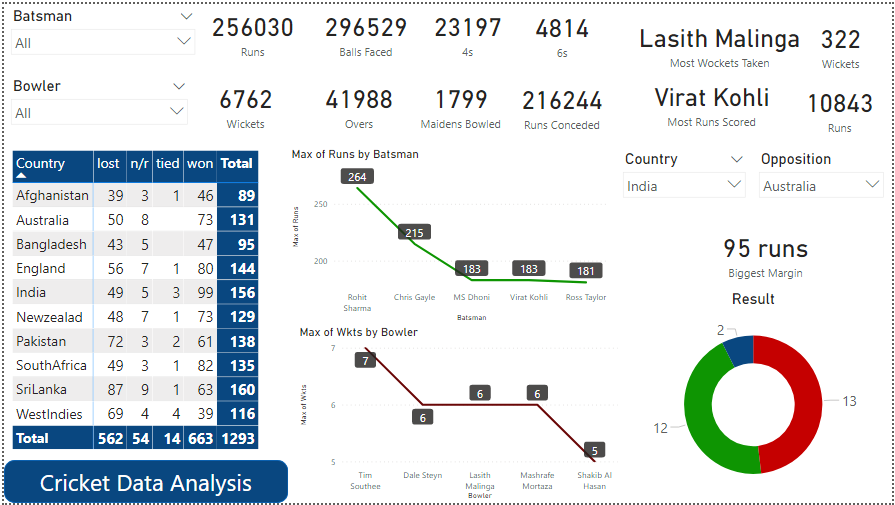 Batsman
All
256030
Runs
296529
Balls Faced
23197
4s
4814
6s
Lasith Malinga
Most Wockets Taken
322
Wickets
Bowler
All
6762
Wickets
41988
Overs
1799
Maidens Bowled
216244
Runs Conceded
Virat Kohli
Most Runs Scored
10843
Runs
Country lost n/r tied won Total
Afghanistan 39 3 1 46 89
Australia 50 8 73 131
Bangladesh 43 5 47 95
England 56 7 1 80 144
India 49 5 3 99 156
Newzealad 48 7 1 73 129
Pakistan 72 3 2 61 138
SouthAfrica 49 3 1 82 135
SriLanka 87 9 1 63 160
WestIndies 69 4 4 39 116
Total 562 54 14 663 1293
Cricket Data Analysis
Max of Runs by Batsman
Max of Runs
250
200
264
215
183
183
181
Rohit
Sharma
Chris Gayle
MS Dhoni
Virat Kohli
Ross Taylor
Batsman
Max of Wkts by Bowler
Max of Wkts
7
6
5
7
6
6
6
5
Tim
Southee
Dale Steyn
Lasith
Malinga
Mashrafe
Mortaza
Shakib Al
Hasan
Bowler
Country
India
Opposition
Australia
95 runs
Biggest Margin
Result
2
13
12